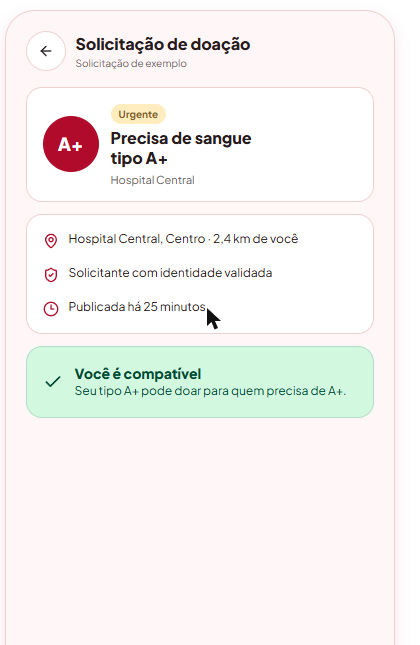 Solicitação de doação
Solicitação de exemplo
A+
Urgente
Precisa de sangue
tipo A+
Hospital Central
Hospital Central, Centro · 2,4 km de você
Solicitante com identidade validada
Publicada há 25 minutos
Você é compatível
Seu tipo A+ pode doar para quem precisa de A+.